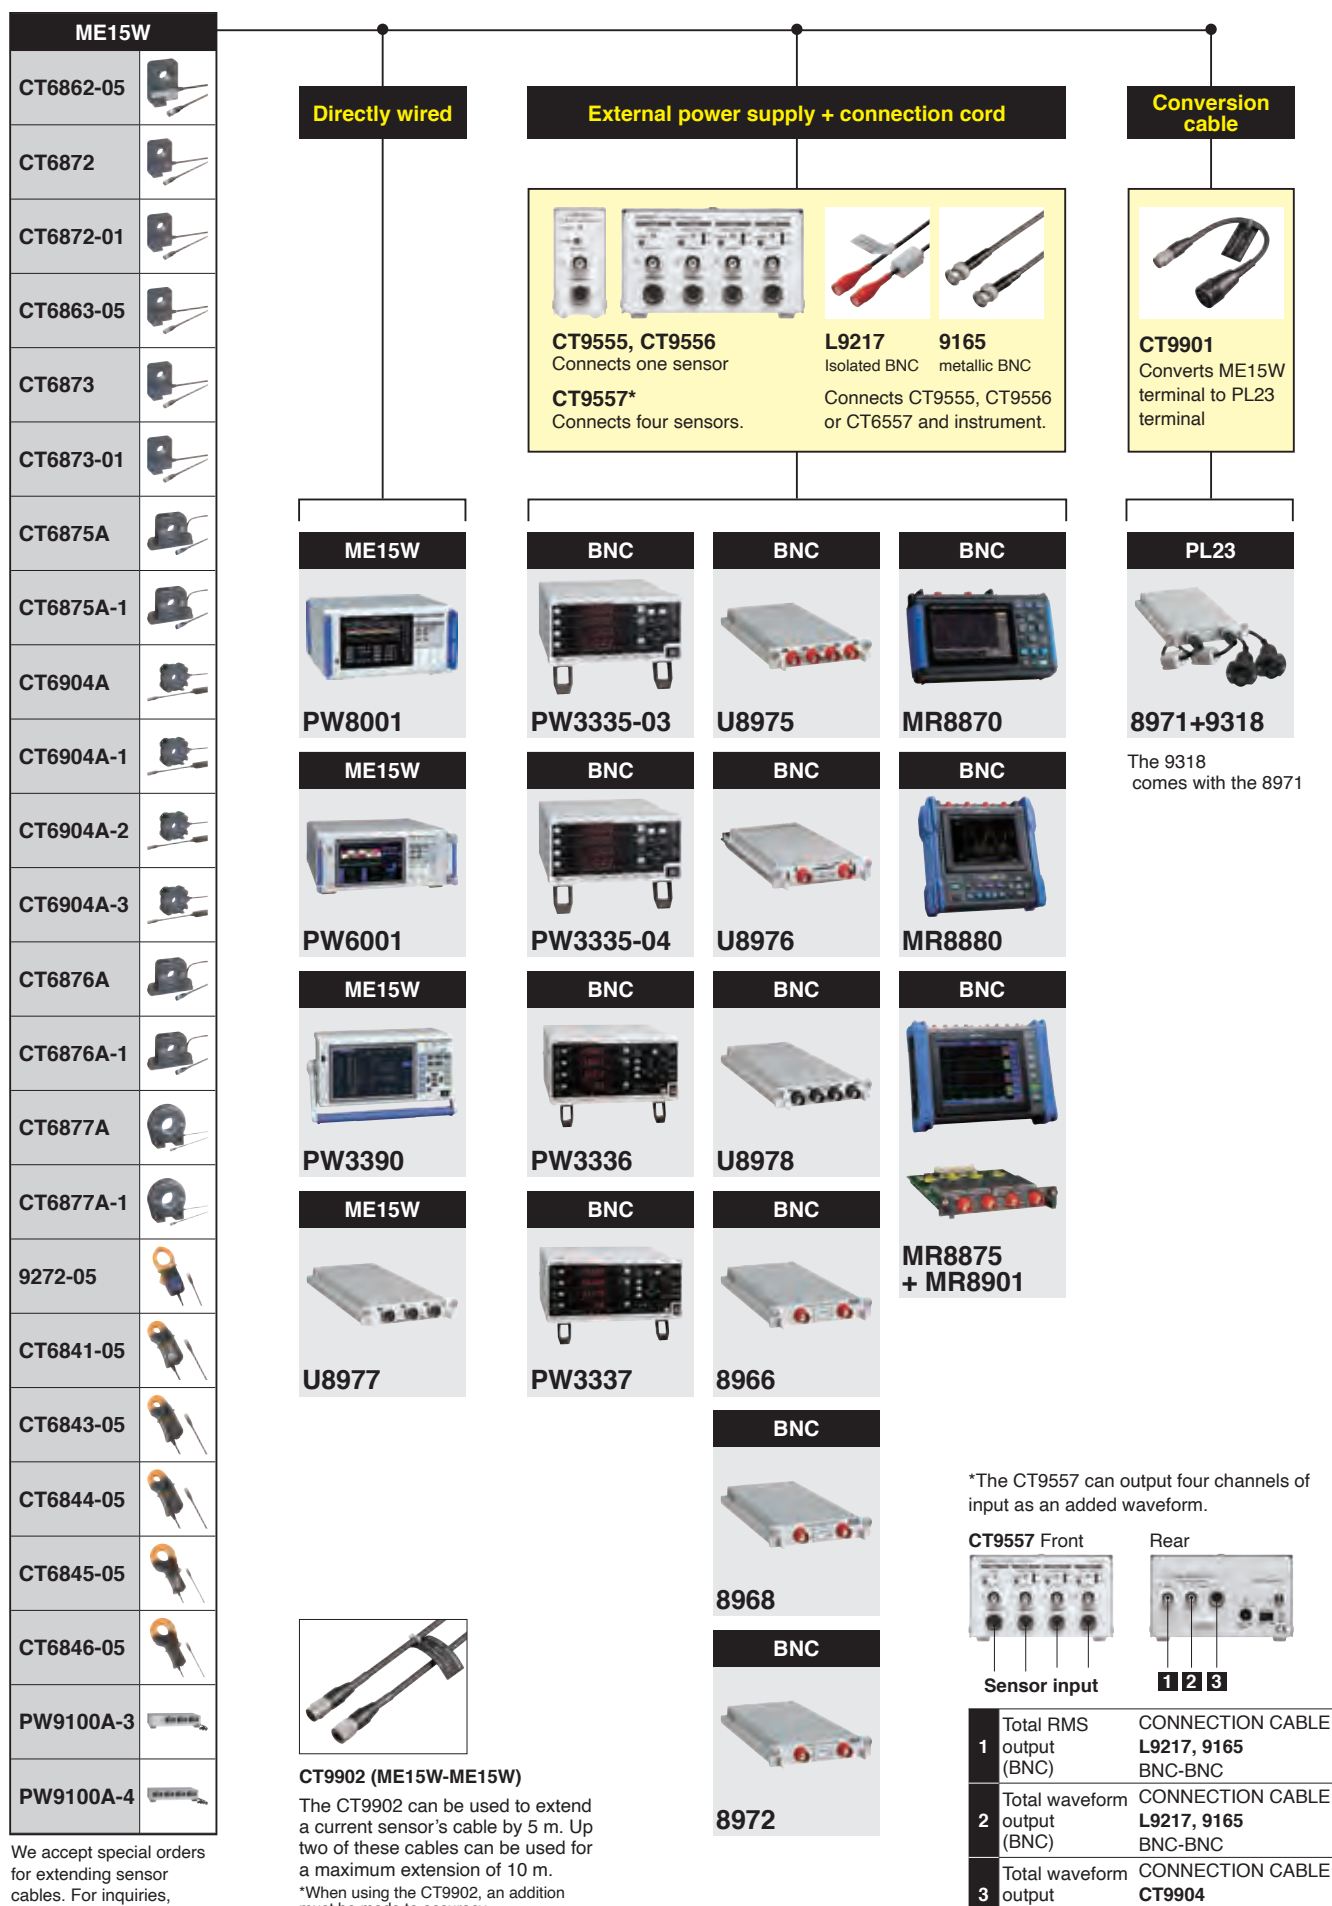 ME15W
CT6862-05
CT6872
CT6872-01
CT6863-05
CT6873
CT6873-01
CT6875A
CT6875A-1
CT6904A
CT6904A-1
CT6904A-2
CT6904A-3
CT6876A
CT6876A-1
CT6877A
CT6877A-1
9272-05
CT6841-05
CT6843-05
CT6844-05
CT6845-05
CT6846-05
PW9100A-3
PW9100A-4
We accept special orders
for extending sensor
cables. For inquiries,
Directly wired
ME15W
PW8001
ME15W
PW6001
ME15W
PW3390
ME15W
U8977
CT9902 (ME15W-ME15W)
The CT9902 can be used to extend
a current sensor's cable by 5 m. Up
two of these cables can be used for
a maximum extension of 10 m.
*When using the CT9902, an addition
External power supply + connection cord
CT9555, CT9556
Connects one sensor
CT9557*
Connects four sensors.
L9217
Isolated BNC
9165
metallic BNC
Connects CT9555, CT9556
or CT6557 and instrument.
BNC
PW3335-03
BNC
PW3335-04
BNC
PW3336
BNC
PW3337
BNC
U8975
BNC
U8976
BNC
U8978
BNC
8966
BNC
8968
BNC
8972
BNC
MR8870
BNC
MR8880
BNC
MR8875
+ MR8901
Conversion
cable
CT9901
Converts ME15W
terminal to PL23
terminal
PL23
8971+9318
The 9318
comes with the 8971
*The CT9557 can output four channels of
input as an added waveform.
CT9557 Front
Rear
Sensor input
1 2 3
1
Total RMS
output
(BNC)
CONNECTION CABLE
L9217, 9165
BNC-BNC
2
Total waveform
output
(BNC)
CONNECTION CABLE
L9217, 9165
BNC-BNC
3
Total waveform
output
CONNECTION CABLE
CT9904